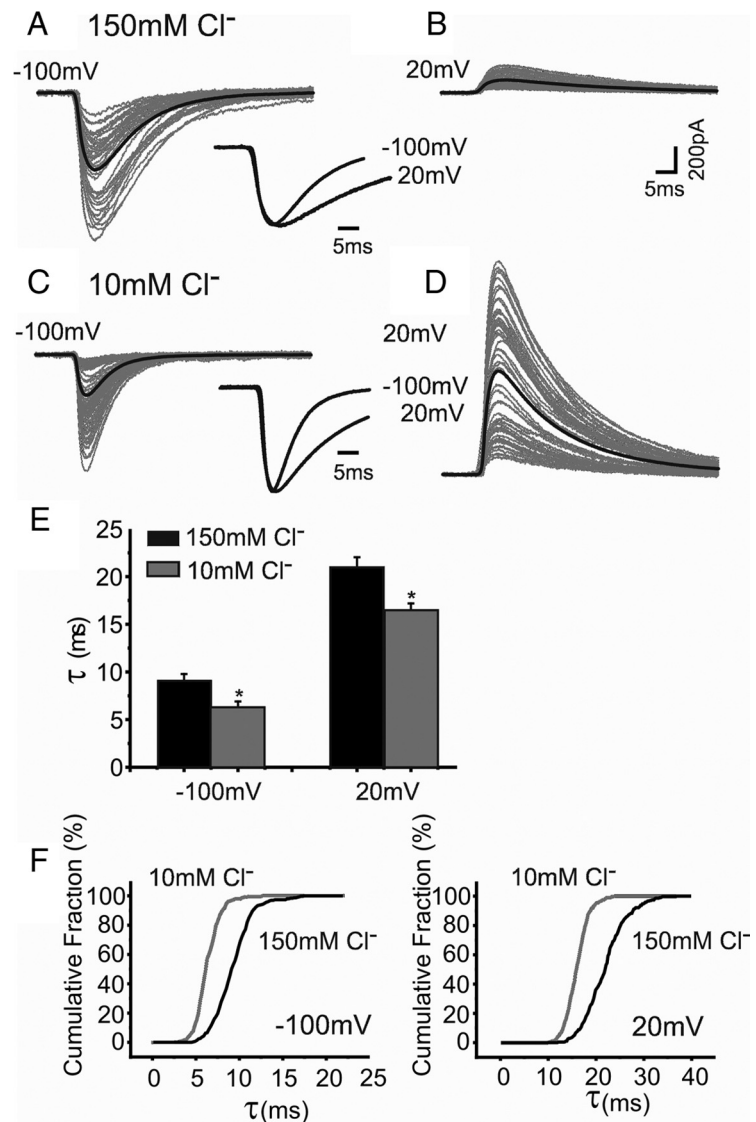 A 150mM Cl⁻
-100mV
-100mV
20mV
5ms
B
20mV
200pA
5ms
C 10mM Cl⁻
-100mV
-100mV
20mV
5ms
D
20mV
E
150mM Cl⁻
10mM Cl⁻
τ (ms)
25
20
15
10
5
0
*
*
-100mV
20mV
F
Cumulative Fraction (%)
100
80
60
40
20
0
10mM Cl⁻
150mM Cl⁻
-100mV
0 5 10 15 20 25
τ(ms)
Cumulative Fraction (%)
100
80
60
40
20
0
10mM Cl⁻
150mM Cl⁻
20mV
0 10 20 30 40
τ(ms)